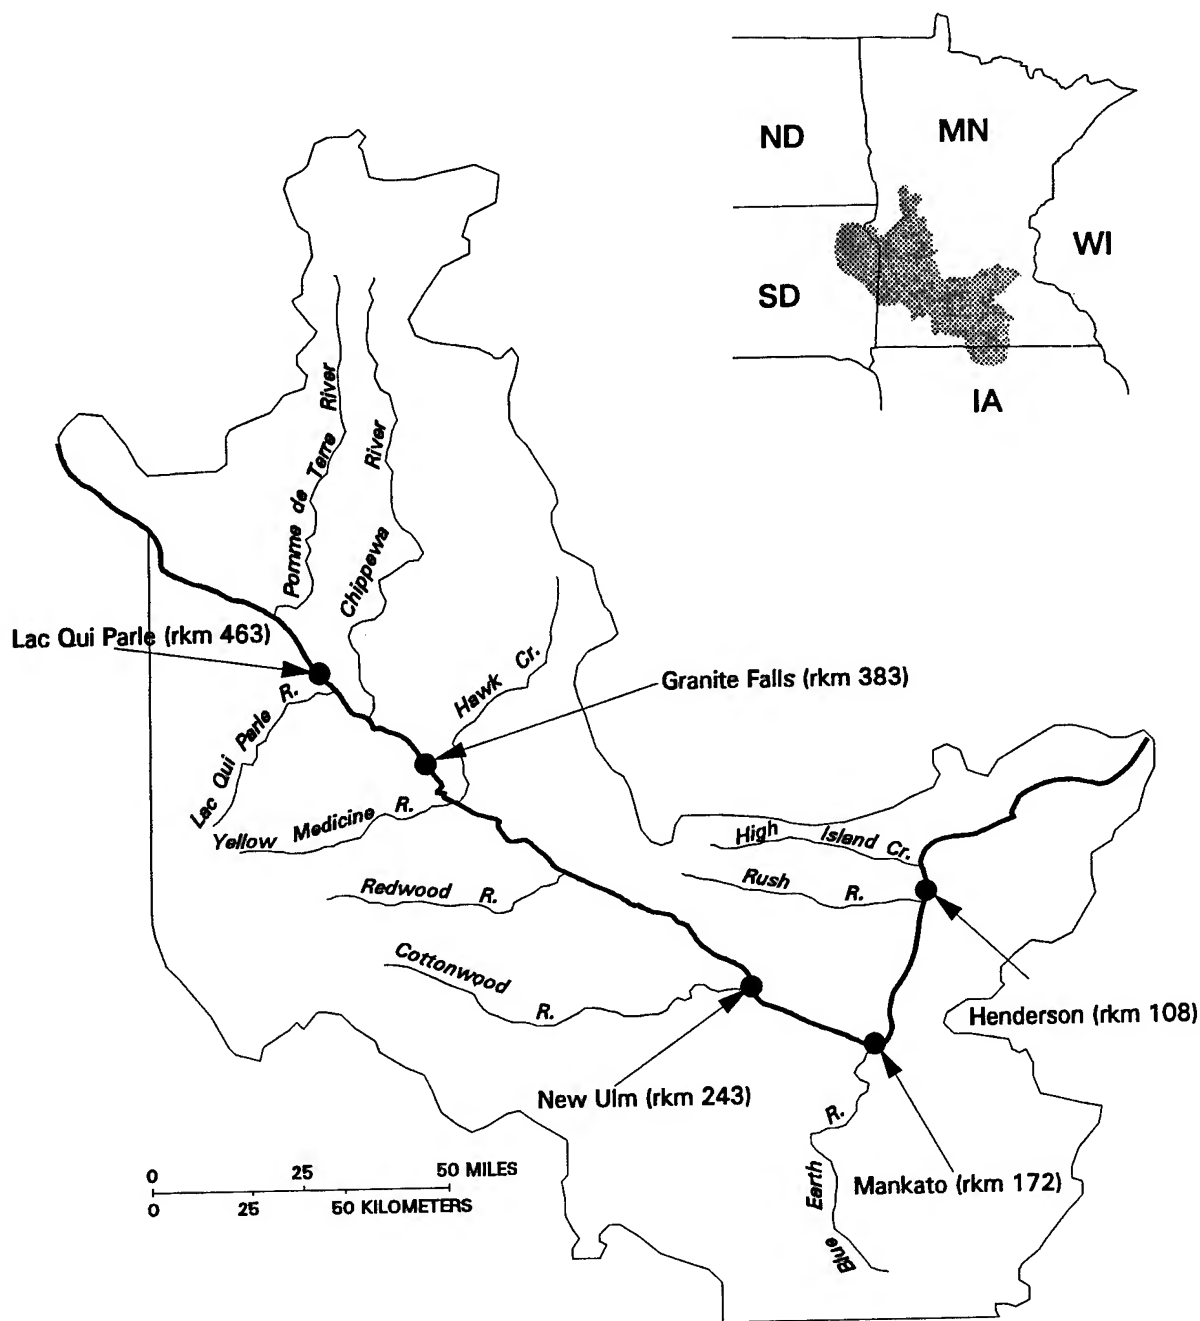 ND
MN
WI
SD
IA
Pomme de Terre River
Chippewa River
Lac Qui Parle (rkm 463)
Hawk Cr.
Granite Falls (rkm 383)
Lac Qui Parle R.
Yellow Medicine R.
High Island Cr.
Redwood R.
Rush R.
Cottonwood R.
Henderson (rkm 108)
New Ulm (rkm 243)
Mankato (rkm 172)
Blue Earth R.
0 25 50 MILES
0 25 50 KILOMETERS